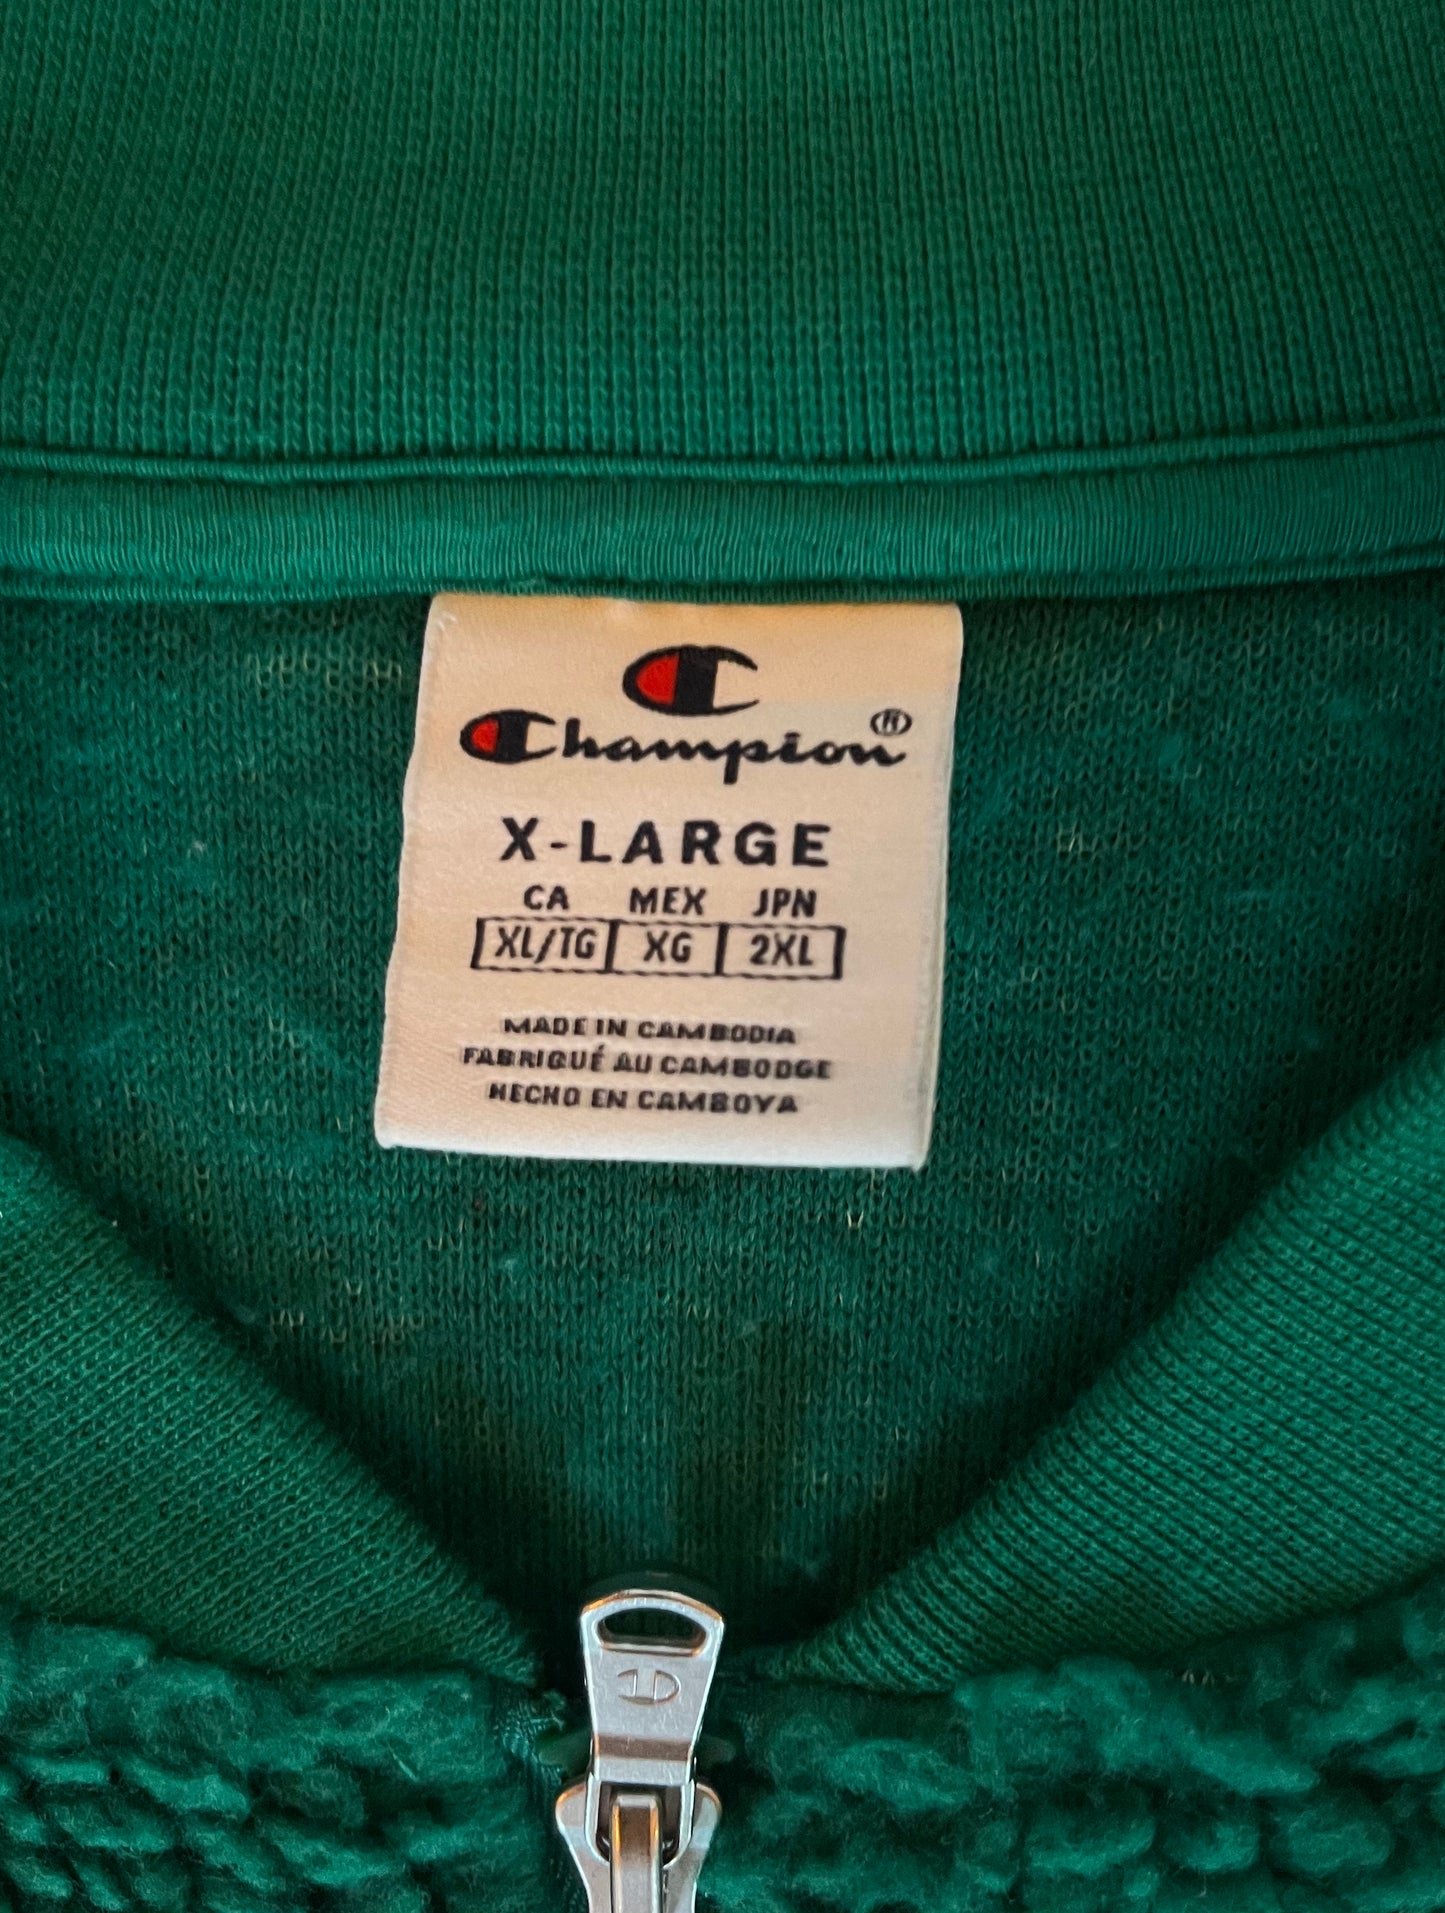 Champion®
X-LARGE
CA MEX JPN
XL/TG XG 2XL
MADE IN CAMBODIA
FABRIQUÉ AU CAMBODGE
HECHO EN CAMBOYA